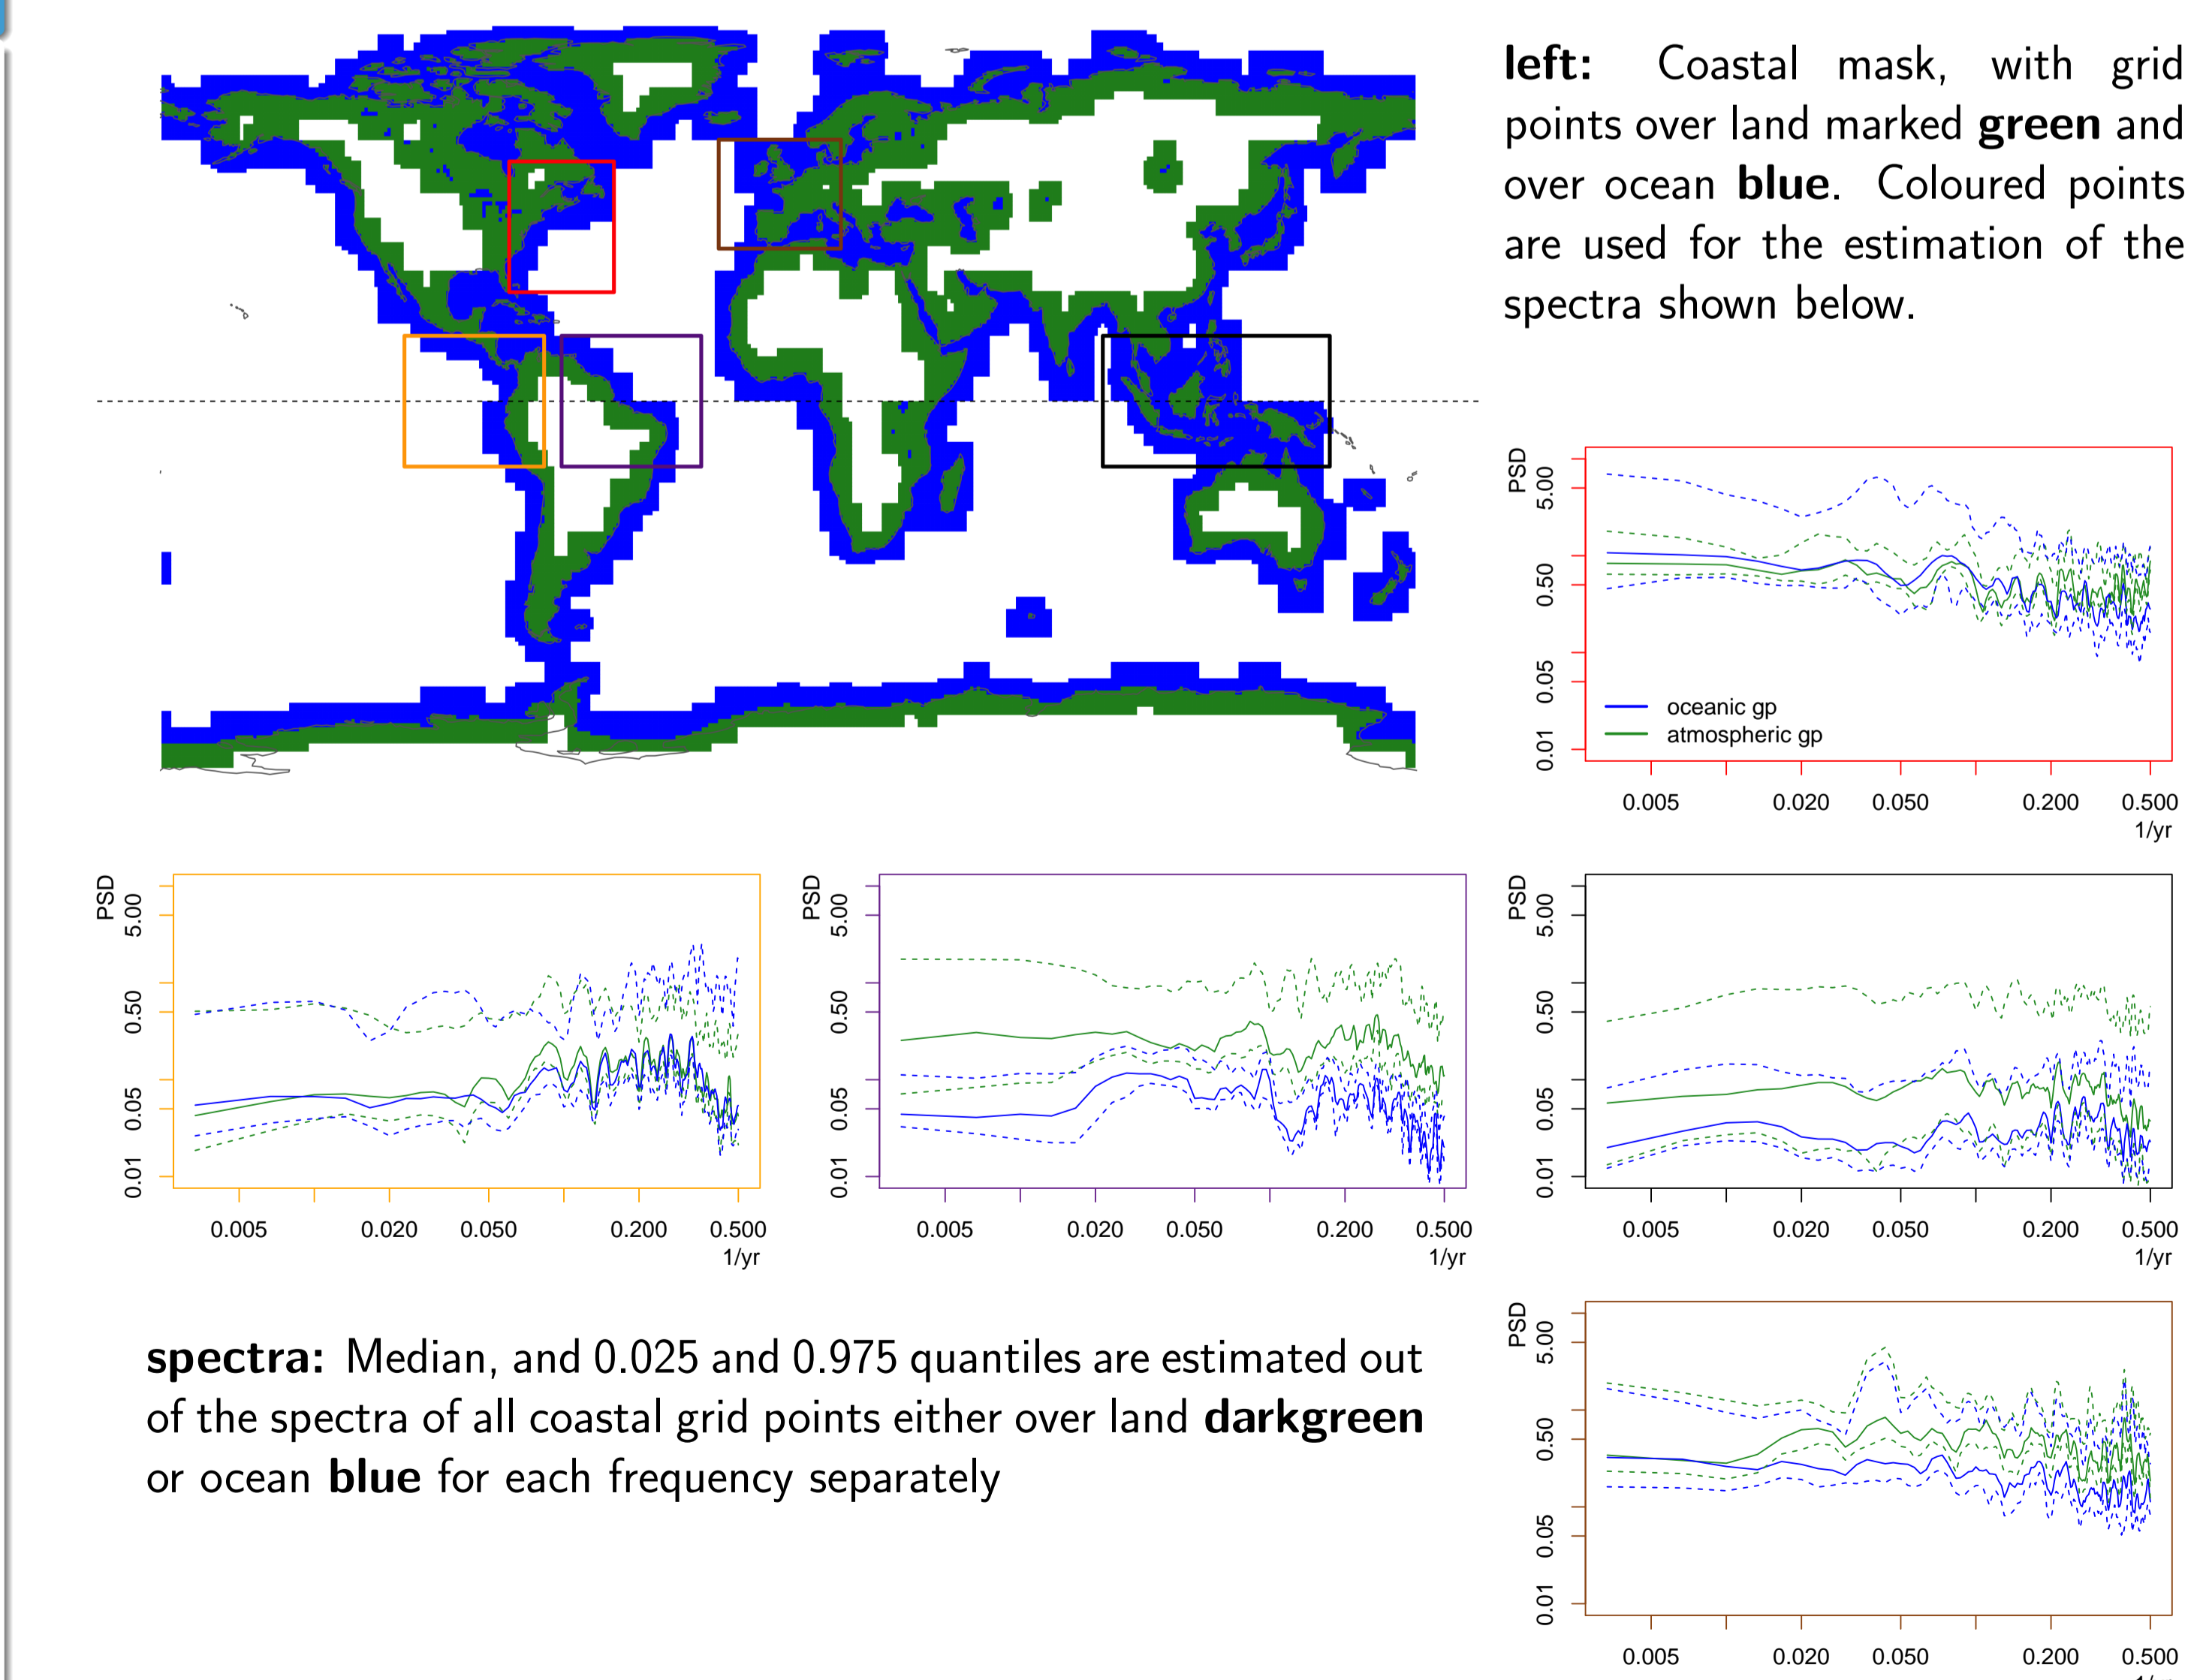 left: Coastal mask, with grid
points over land marked green and
over ocean blue. Coloured points
are used for the estimation of the
spectra shown below.
PSD
5.00
0.50
0.05
0.01
oceanic gp
atmospheric gp
0.005 0.020 0.050 0.200 0.500
1/yr
PSD
5.00
0.50
0.05
0.01
0.005 0.020 0.050 0.200 0.500
1/yr
PSD
5.00
0.50
0.05
0.01
0.005 0.020 0.050 0.200 0.500
1/yr
PSD
5.00
0.50
0.05
0.01
0.005 0.020 0.050 0.200 0.500
1/yr
spectra: Median, and 0.025 and 0.975 quantiles are estimated out
of the spectra of all coastal grid points either over land darkgreen
or ocean blue for each frequency separately
PSD
5.00
0.50
0.05
0.01
0.005 0.020 0.050 0.200 0.500